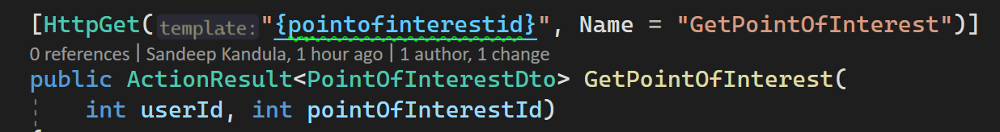 [HttpGet(template:"{pointofinterestid}", Name = "GetPointOfInterest")]
0 references | Sandeep Kandula, 1 hour ago | 1 author, 1 change
public ActionResult<PointOfInterestDto> GetPointOfInterest(
int userId, int pointOfInterestId)